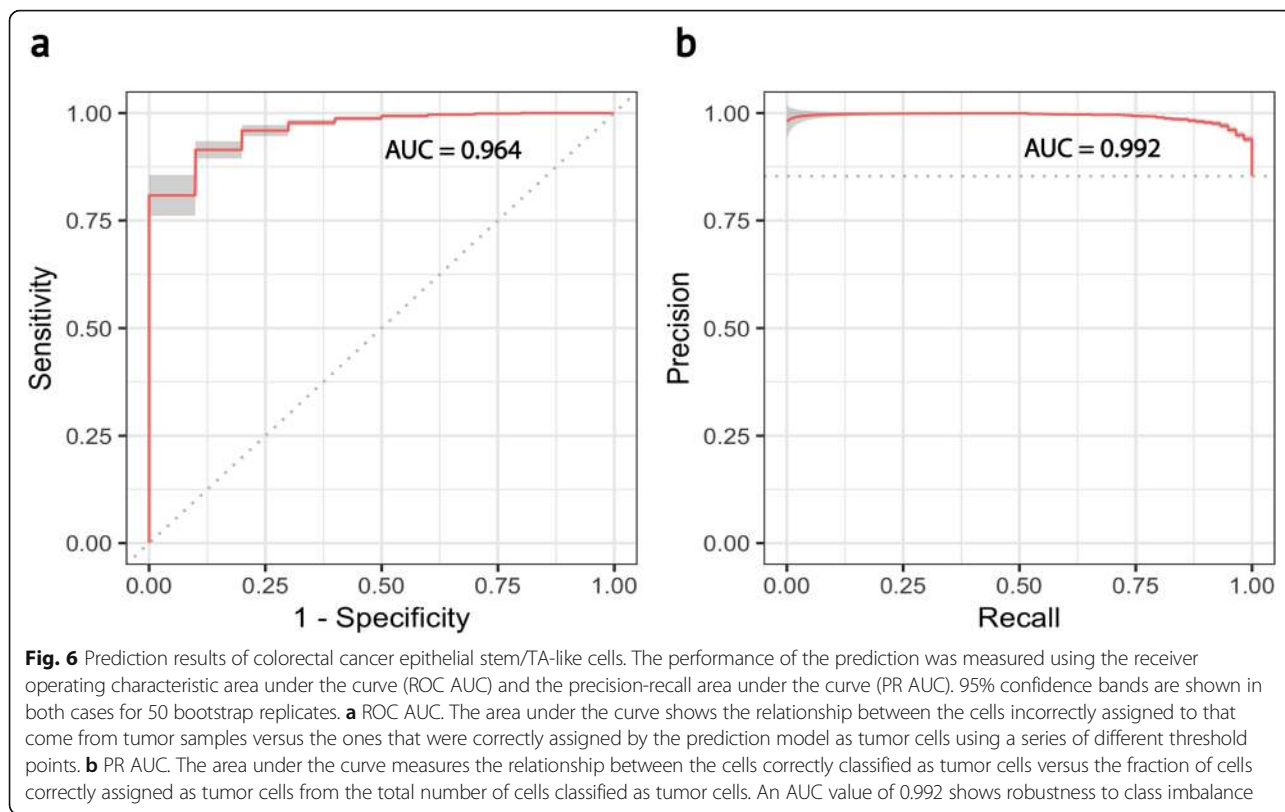 a
b
1.00
0.75
0.50
0.25
0.00
Sensitivity
AUC = 0.964
0.00 0.25 0.50 0.75 1.00
1 - Specificity
1.00
0.75
0.50
0.25
0.00
Precision
AUC = 0.992
0.00 0.25 0.50 0.75 1.00
Recall
Fig. 6 Prediction results of colorectal cancer epithelial stem/TA-like cells. The performance of the prediction was measured using the receiver
operating characteristic area under the curve (ROC AUC) and the precision-recall area under the curve (PR AUC). 95% confidence bands are shown in
both cases for 50 bootstrap replicates. a ROC AUC. The area under the curve shows the relationship between the cells incorrectly assigned to that
come from tumor samples versus the ones that were correctly assigned by the prediction model as tumor cells using a series of different threshold
points. b PR AUC. The area under the curve measures the relationship between the cells correctly classified as tumor cells versus the fraction of cells
correctly assigned as tumor cells from the total number of cells classified as tumor cells. An AUC value of 0.992 shows robustness to class imbalance